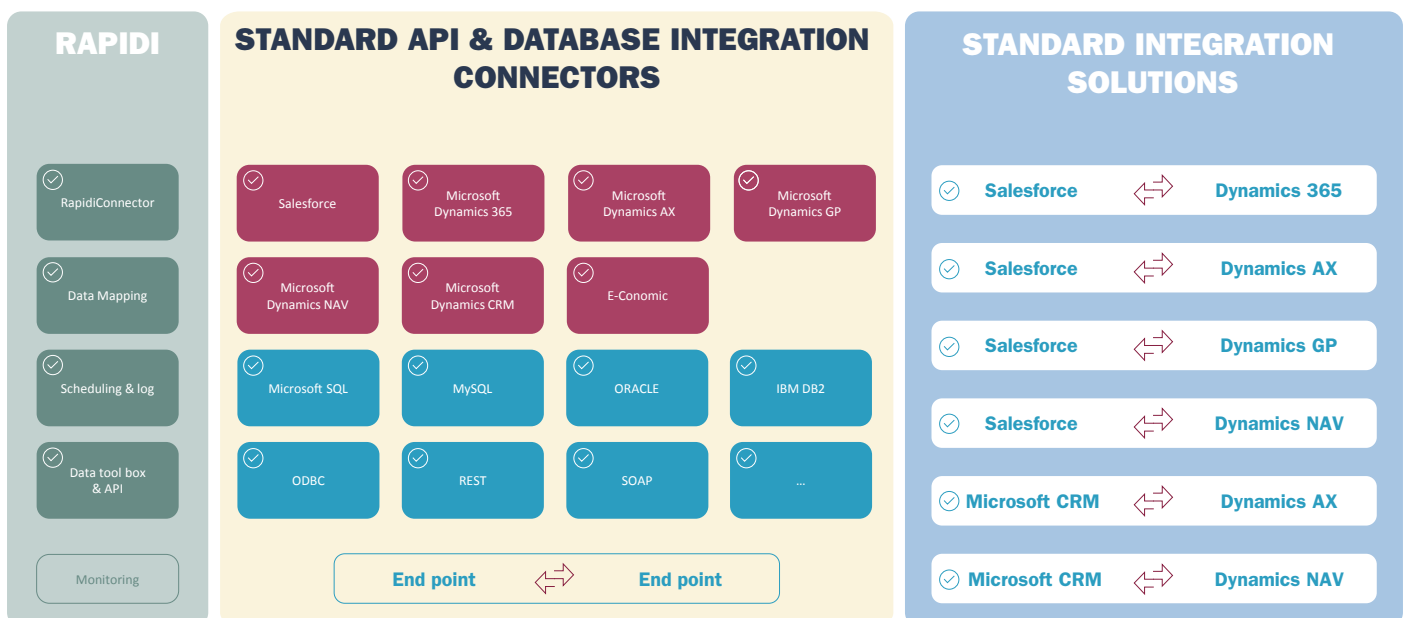 RAPIDI
RapidiConnector
Data Mapping
Scheduling & log
Data tool box
& API
Monitoring
STANDARD API & DATABASE INTEGRATION
CONNECTORS
Salesforce
Microsoft
Dynamics 365
Microsoft
Dynamics AX
Microsoft
Dynamics GP
Microsoft
Dynamics NAV
Microsoft
Dynamics CRM
E-Conomic
Microsoft SQL
MySQL
ORACLE
IBM DB2
ODBC
REST
SOAP
...
End point End point
STANDARD INTEGRATION
SOLUTIONS
Salesforce Dynamics 365
Salesforce Dynamics AX
Salesforce Dynamics GP
Salesforce Dynamics NAV
Microsoft CRM Dynamics AX
Microsoft CRM Dynamics NAV